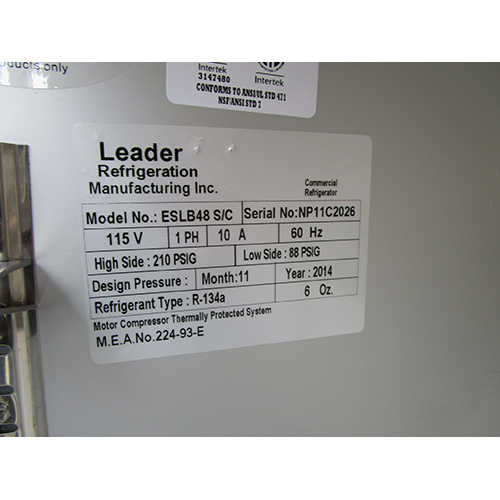 products only
Intertek
3147480
Intertek
CONFORMS TO ANSI/UL STD 471
NSF/ANSI STD 7
Leader
Refrigeration
Manufacturing Inc.
Commercial
Refrigerator
Model No.: ESLB48 S/C Serial No:NP11C2026
115 V 1 PH 10 A 60 Hz
High Side : 210 PSIG Low Side : 88 PSIG
Design Pressure : Month:11 Year : 2014
Refrigerant Type : R-134a 6 Oz.
Motor Compressor Thermally Protected System
M.E.A.No.224-93-E